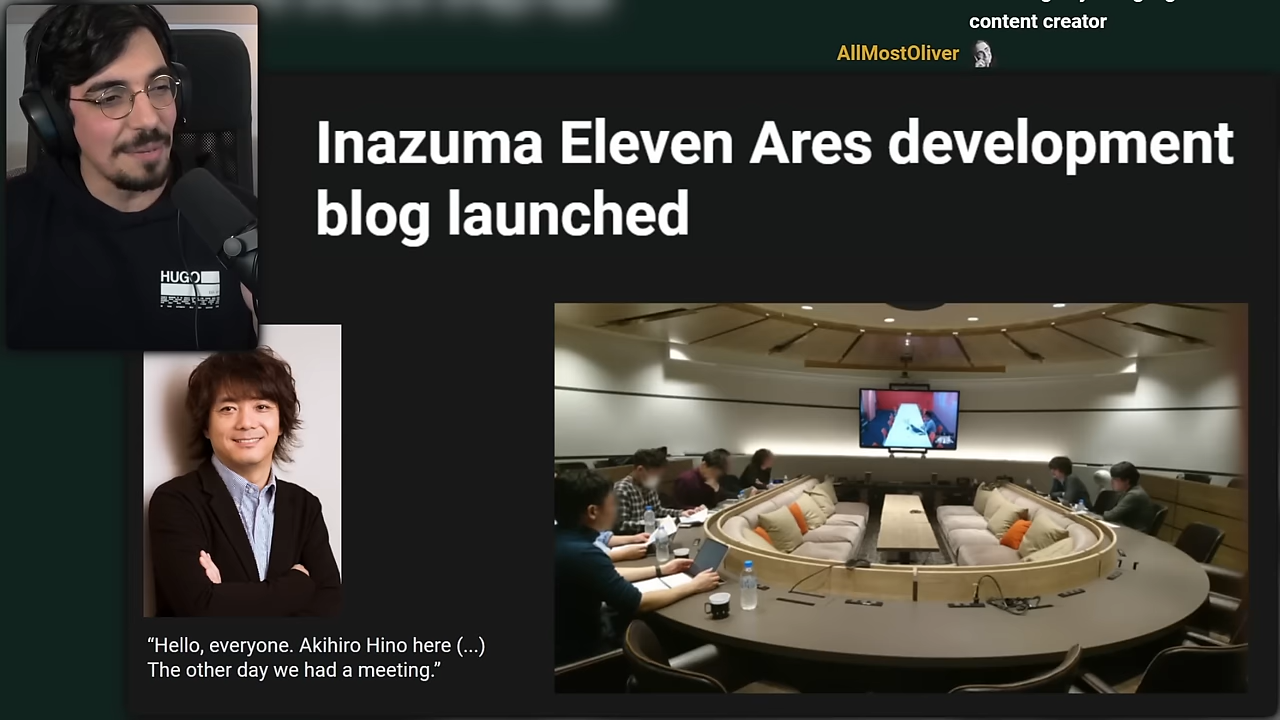 content creator
AllMostOliver
Inazuma Eleven Ares development
blog launched
HUGO
“Hello, everyone. Akihiro Hino here (...)
The other day we had a meeting.”